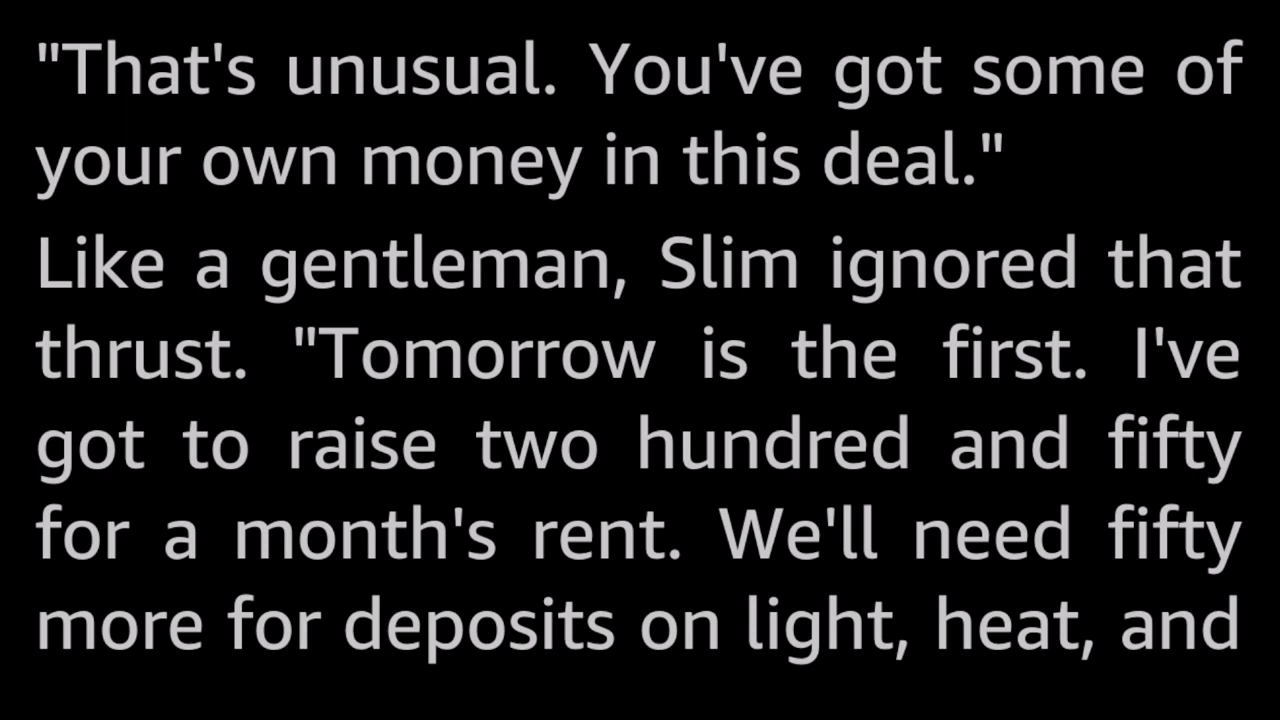 "That's unusual. You've got some of
your own money in this deal."
Like a gentleman, Slim ignored that
thrust. "Tomorrow is the first. I've
got to raise two hundred and fifty
for a month's rent. We'll need fifty
more for deposits on light, heat, and